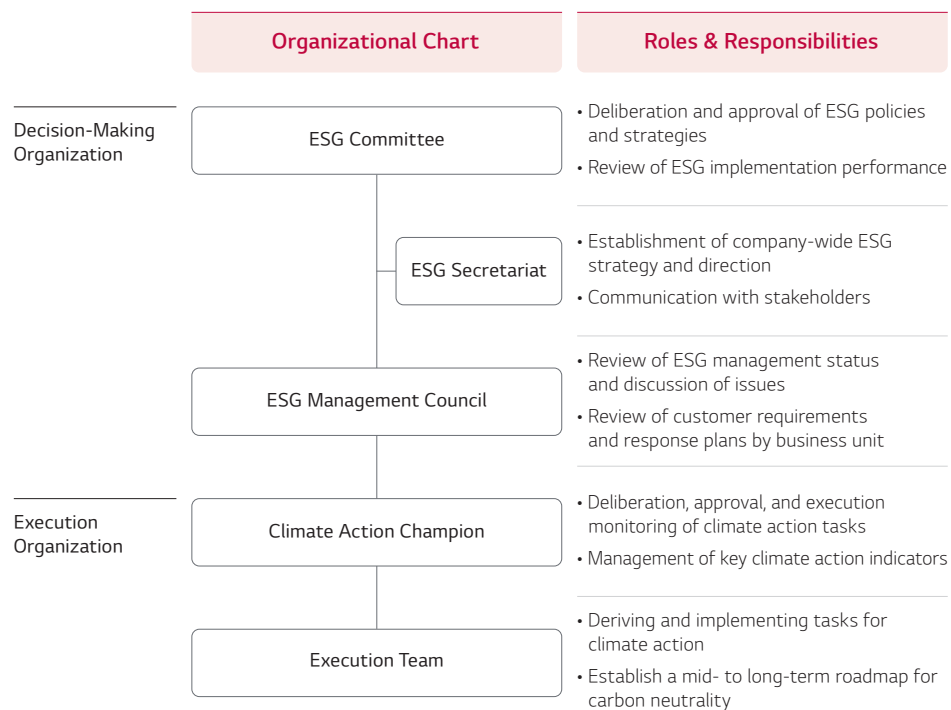 Organizational Chart
Roles & Responsibilities
Decision-Making
Organization
ESG Committee
• Deliberation and approval of ESG policies
and strategies
• Review of ESG implementation performance
ESG Secretariat
• Establishment of company-wide ESG
strategy and direction
• Communication with stakeholders
ESG Management Council
• Review of ESG management status
and discussion of issues
• Review of customer requirements
and response plans by business unit
Execution
Organization
Climate Action Champion
• Deliberation, approval, and execution
monitoring of climate action tasks
• Management of key climate action indicators
Execution Team
• Deriving and implementing tasks for
climate action
• Establish a mid- to long-term roadmap for
carbon neutrality